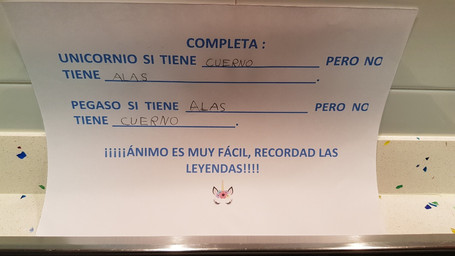 COMPLETA :
UNICORNIO SI TIENE CUERNO PERO NO
TIENE ALAS.
PEGASO SI TIENE ALAS PERO NO
TIENE CUERNO.
¡¡¡¡¡ÁNIMO ES MUY FÁCIL, RECORDAD LAS
LEYENDAS!!!!